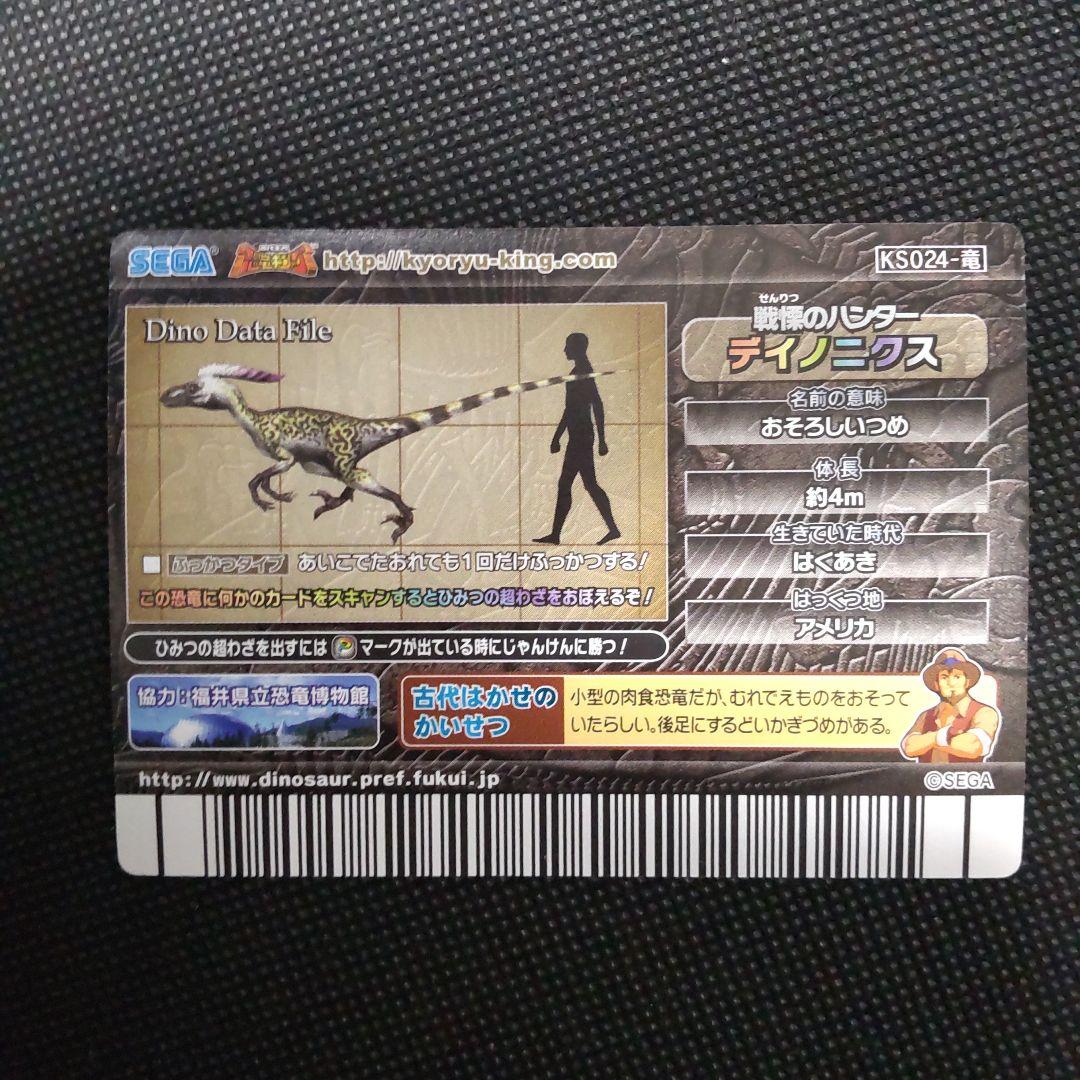 SEGA®
恐竜キング
http://kyoryu-king.com
KS024-竜
Dino Data File
せんりつ
戦慄のハンター
デイノニクス
名前の意味
おそろしいつめ
体長
約4m
生きていた時代
はくあき
はっくつ地
アメリカ
ふっかつタイプ あいこでたおれても1回だけふっかつする!
この恐竜に何かのカードをスキャンするとひみつの超わざをおぼえるぞ!
ひみつの超わざを出すにはマークが出ている時にじゃんけんに勝つ!
協力:福井県立恐竜博物館
古代はかせの
かいせつ
小型の肉食恐竜だが、むれでえものをおそって
いたらしい。後足にするどいかぎづめがある。
http://www.dinosaur.pref.fukui.jp
©SEGA